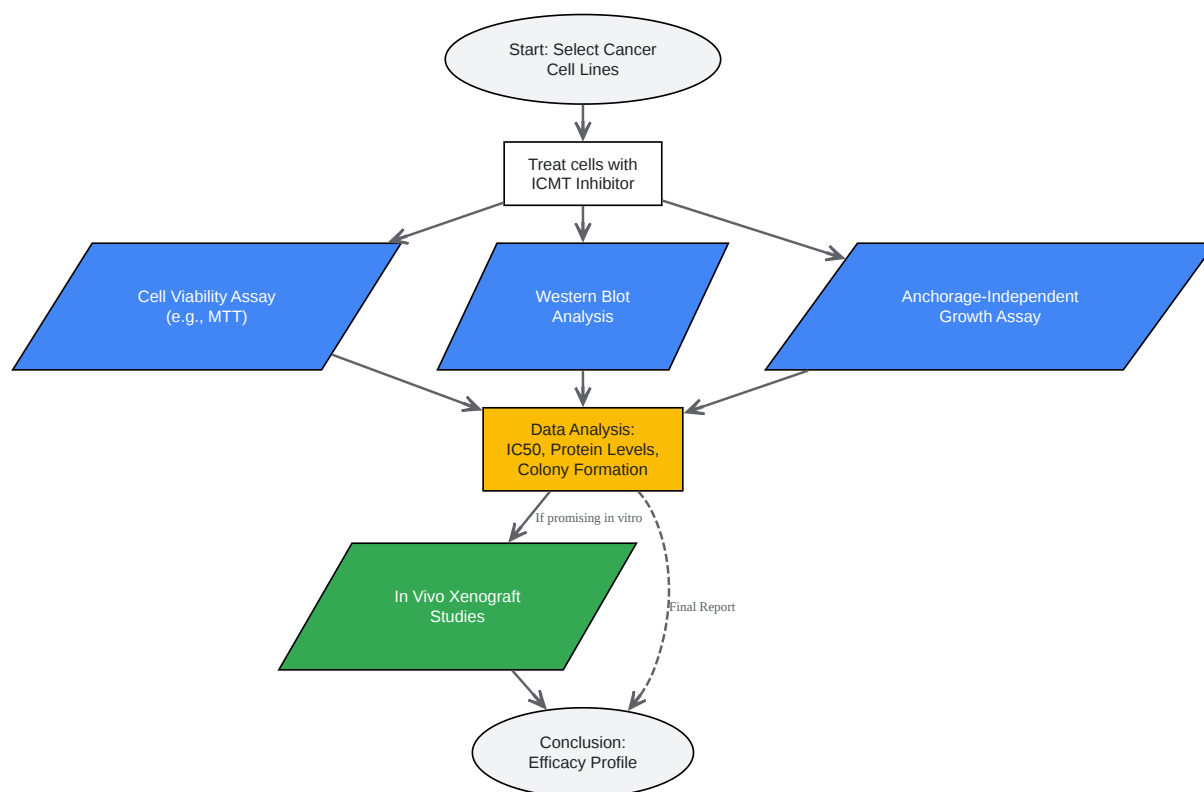 Start: Select Cancer
Cell Lines
Treat cells with
ICMT Inhibitor
Cell Viability Assay
(e.g., MTT)
Western Blot
Analysis
Anchorage-Independent
Growth Assay
Data Analysis:
IC50, Protein Levels,
Colony Formation
If promising in vitro
In Vivo Xenograft
Studies
Final Report
Conclusion:
Efficacy Profile